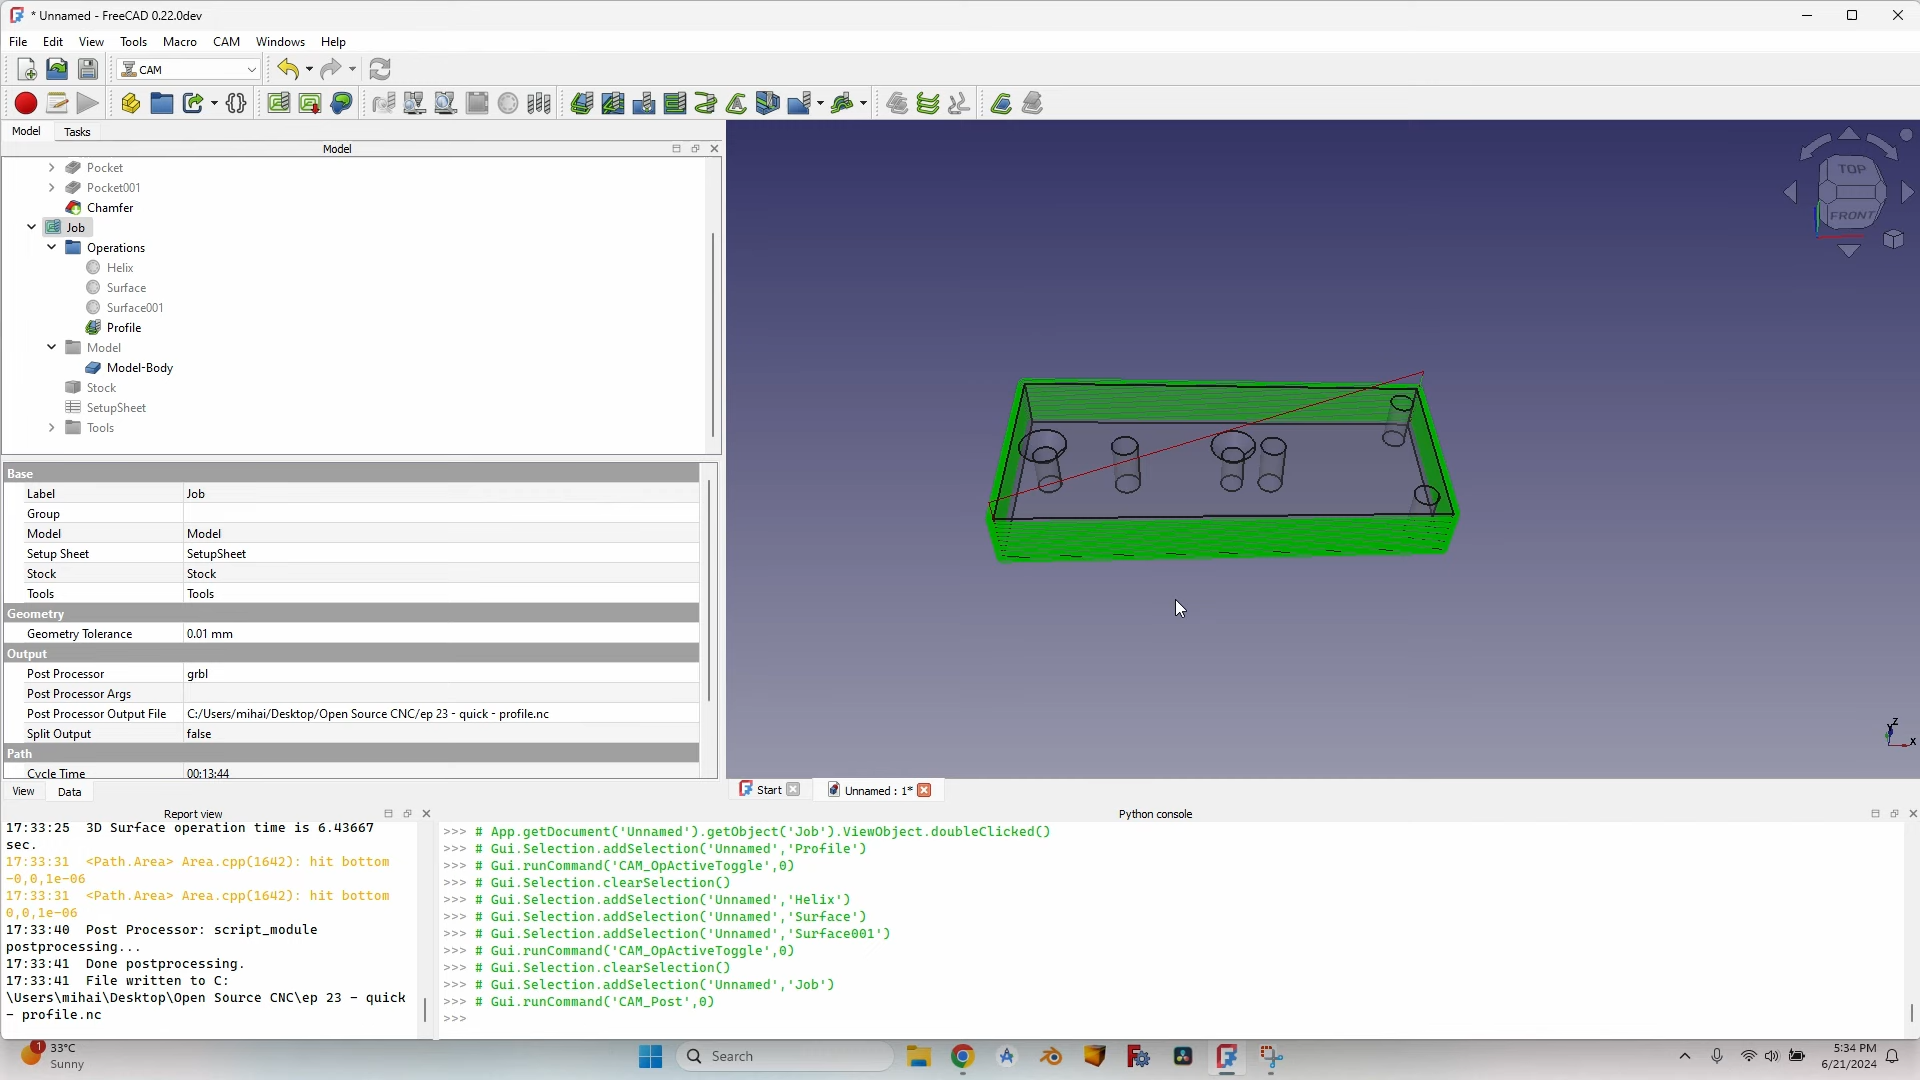 * Unnamed - FreeCAD 0.22.0dev
File Edit View Tools Macro CAM Windows Help
CAM
Model Tasks
Model
Pocket
Pocket001
Chamfer
Job
Operations
Helix
Surface
Surface001
Profile
Model
Model-Body
Stock
SetupSheet
Tools
Base
Label Job
Group
Model Model
Setup Sheet SetupSheet
Stock Stock
Tools Tools
Geometry
Geometry Tolerance 0.01 mm
Output
Post Processor grbl
Post Processor Args
Post Processor Output File C:/Users/mihai/Desktop/Open Source CNC/ep 23 - quick - profile.nc
Split Output false
Path
Cycle Time 00:13:44
View Data
TOP
FRONT
Z
X
Start Unnamed : 1*
Report view
17:33:25 3D Surface operation time is 6.43667
sec.
17:33:31 <Path.Area> Area.cpp(1642): hit bottom
-0,0,1e-06
17:33:31 <Path.Area> Area.cpp(1642): hit bottom
0,0,1e-06
17:33:40 Post Processor: script_module
postprocessing...
17:33:41 Done postprocessing.
17:33:41 File written to C:
\Users\mihai\Desktop\Open Source CNC\ep 23 - quick
- profile.nc
Python console
>>> # App.getDocument('Unnamed').getObject('Job').ViewObject.doubleClicked()
>>> # Gui.Selection.addSelection('Unnamed','Profile')
>>> # Gui.runCommand('CAM_OpActiveToggle',0)
>>> # Gui.Selection.clearSelection()
>>> # Gui.Selection.addSelection('Unnamed','Helix')
>>> # Gui.Selection.addSelection('Unnamed','Surface')
>>> # Gui.Selection.addSelection('Unnamed','Surface001')
>>> # Gui.runCommand('CAM_OpActiveToggle',0)
>>> # Gui.Selection.clearSelection()
>>> # Gui.Selection.addSelection('Unnamed','Job')
>>> # Gui.runCommand('CAM_Post',0)
>>>
1
33°C
Sunny
Search
5:34 PM
6/21/2024